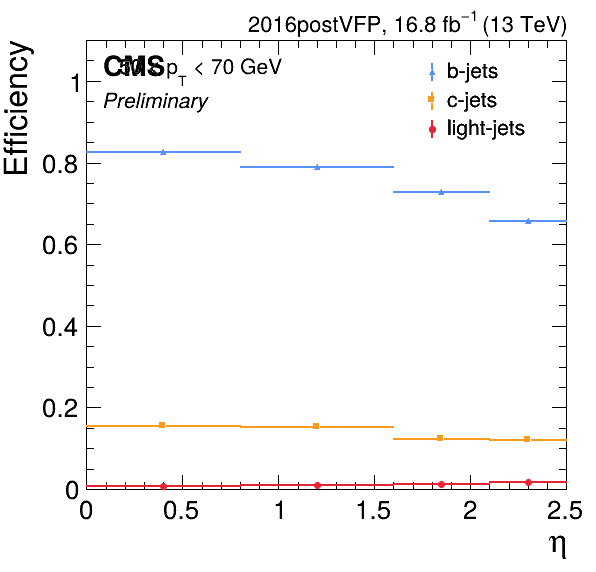 2016postVFP, 16.8 fb−1 (13 TeV)
CMS p_T < 70 GeV
Preliminary
b-jets
c-jets
light-jets
Efficiency
1
0.8
0.6
0.4
0.2
0
0 0.5 1 1.5 2 2.5
η